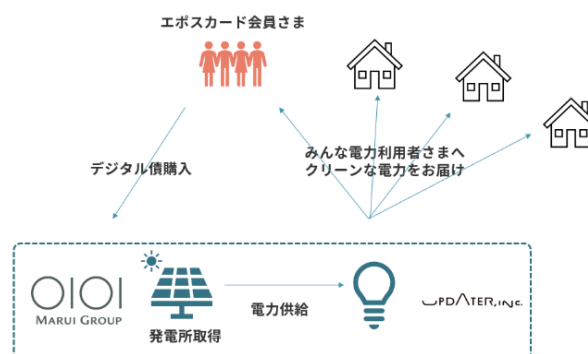 エポスカード会員さま
デジタル債購入
みんな電力利用者さまへ
クリーンな電力をお届け
OIOI
MARUI GROUP
発電所取得
電力供給
UPDATER, INC.